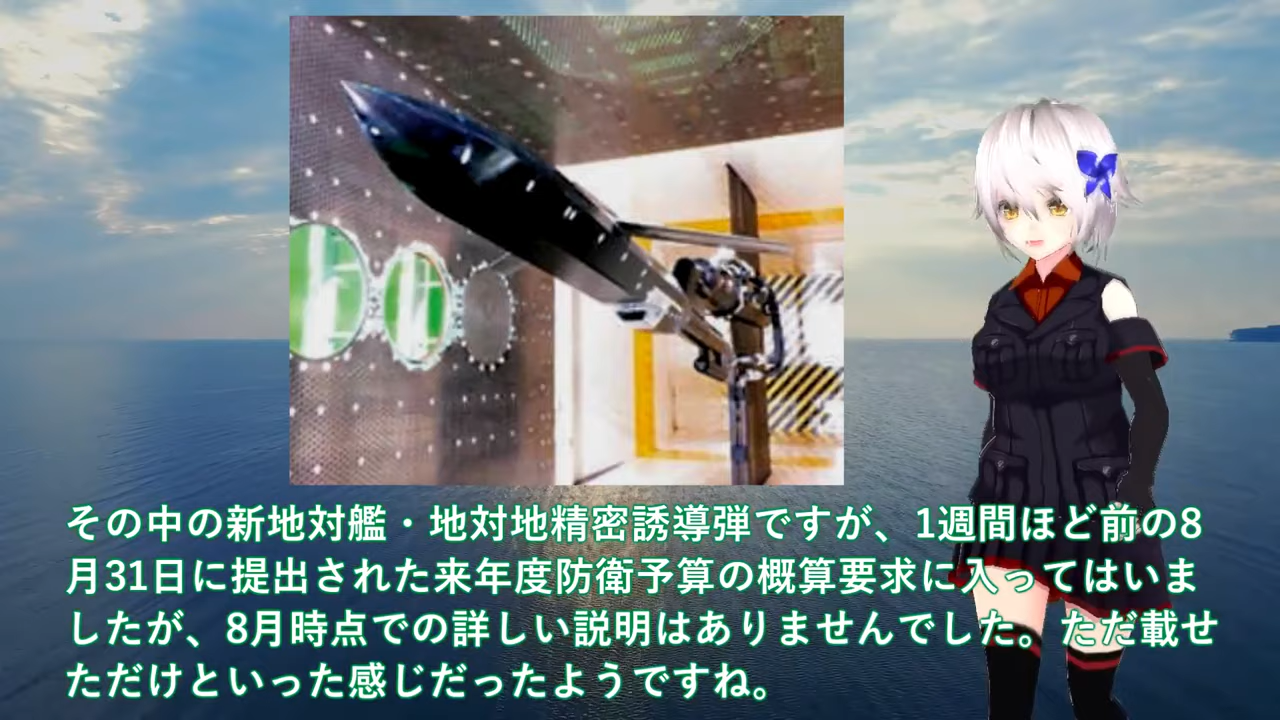 その中の新地対艦・地対地精密誘導弾ですが、1週間ほど前の8
月31日に提出された来年度防衛予算の概算要求に入ってはいま
したが、8月時点での詳しい説明はありませんでした。ただ載せ
ただけといった感じだったようですね。